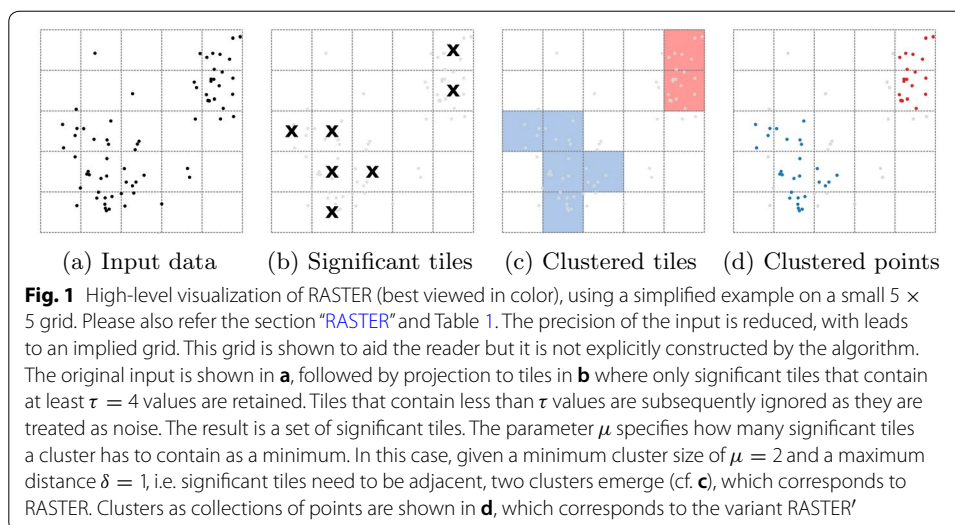 x
x
x x
x x
x
(a) Input data (b) Significant tiles (c) Clustered tiles (d) Clustered points
Fig. 1 High-level visualization of RASTER (best viewed in color), using a simplified example on a small 5 ×
5 grid. Please also refer the section “RASTER” and Table 1. The precision of the input is reduced, with leads
to an implied grid. This grid is shown to aid the reader but it is not explicitly constructed by the algorithm.
The original input is shown in a, followed by projection to tiles in b where only significant tiles that contain
at least τ = 4 values are retained. Tiles that contain less than τ values are subsequently ignored as they are
treated as noise. The result is a set of significant tiles. The parameter μ specifies how many significant tiles
a cluster has to contain as a minimum. In this case, given a minimum cluster size of μ = 2 and a maximum
distance δ = 1, i.e. significant tiles need to be adjacent, two clusters emerge (cf. c), which corresponds to
RASTER. Clusters as collections of points are shown in d, which corresponds to the variant RASTER′